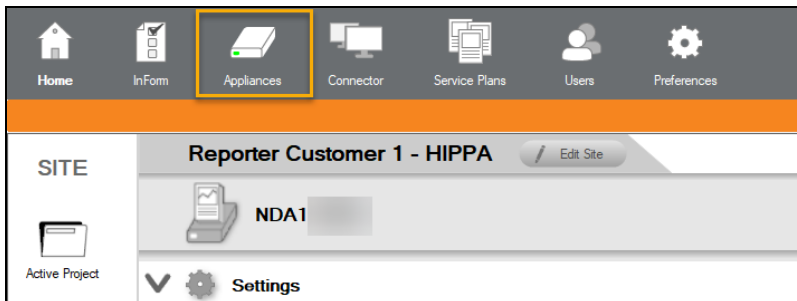 Home InForm Appliances Connector Service Plans Users Preferences
SITE
Reporter Customer 1 - HIPPA Edit Site
NDA1
Active Project
Settings